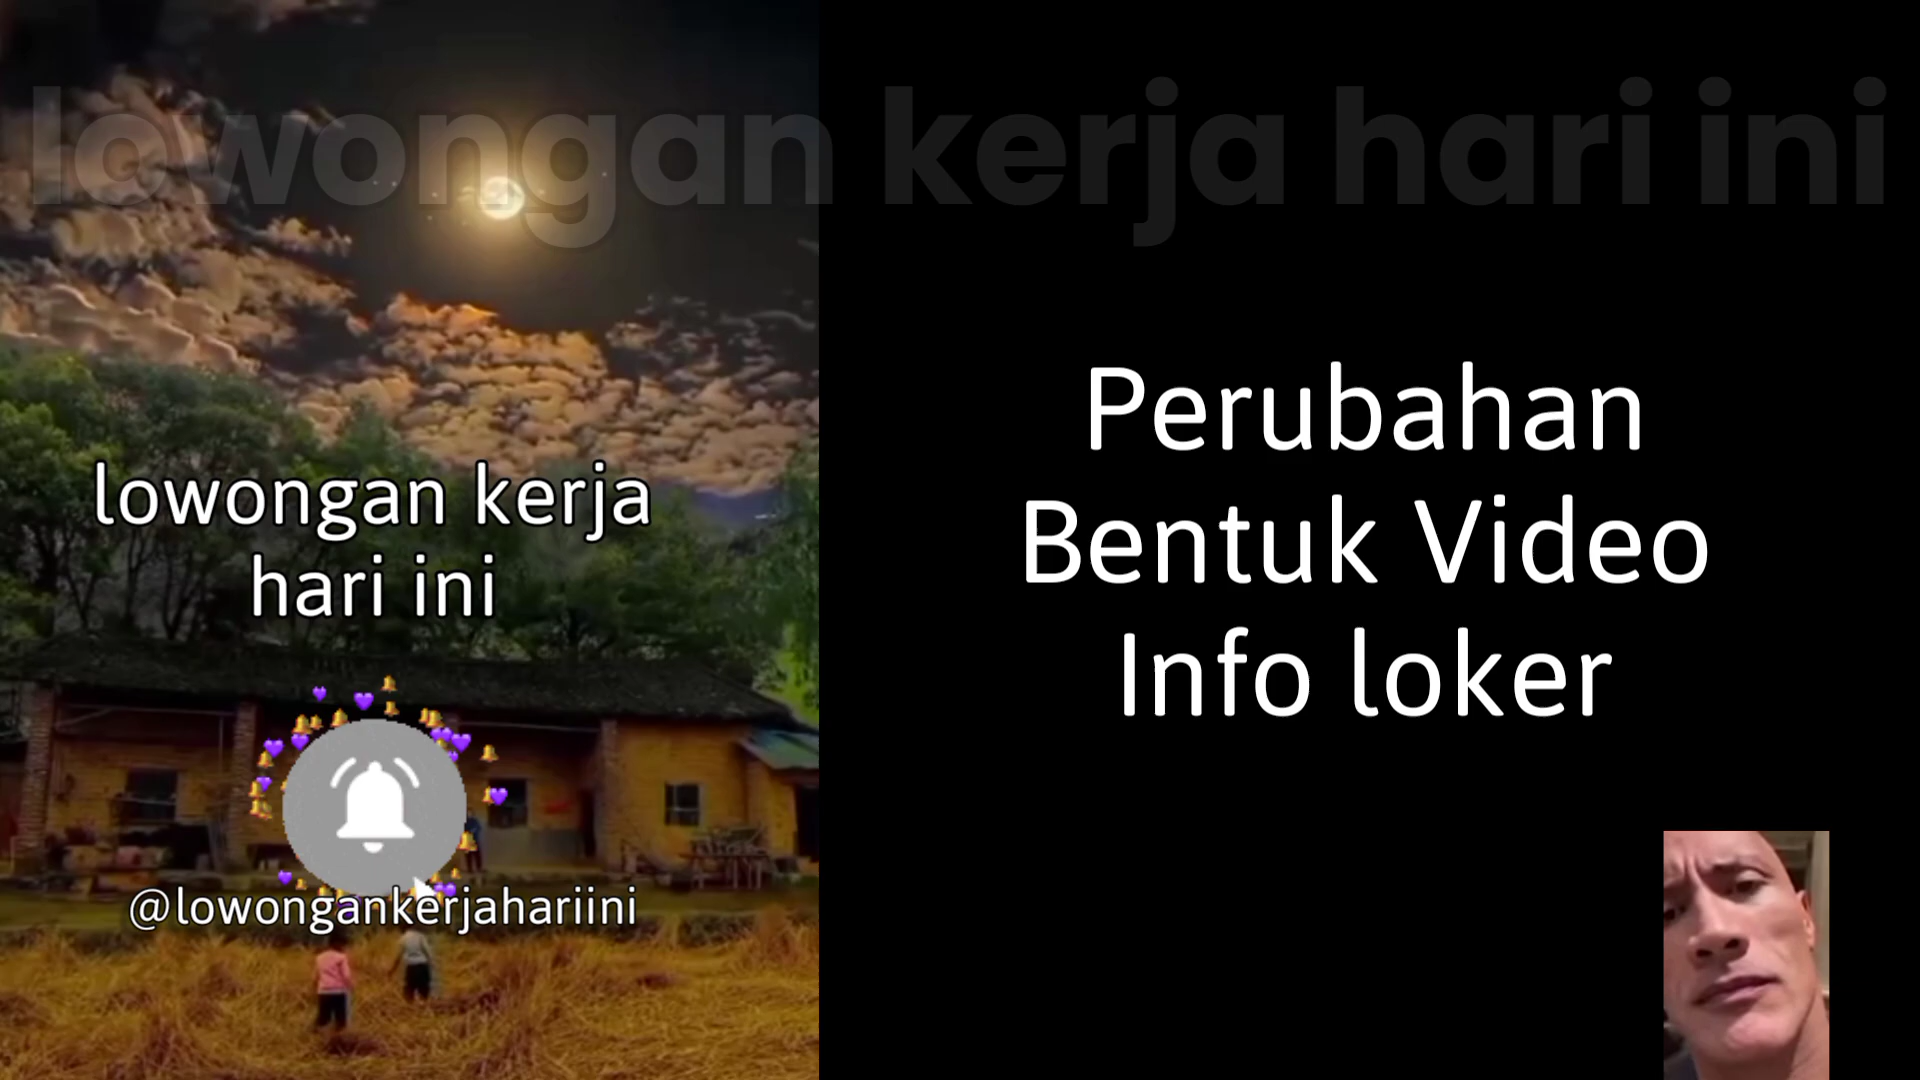 lowongan kerja hari ini
lowongan kerja
hari ini
@lowongankerjahariini
Perubahan
Bentuk Video
Info loker